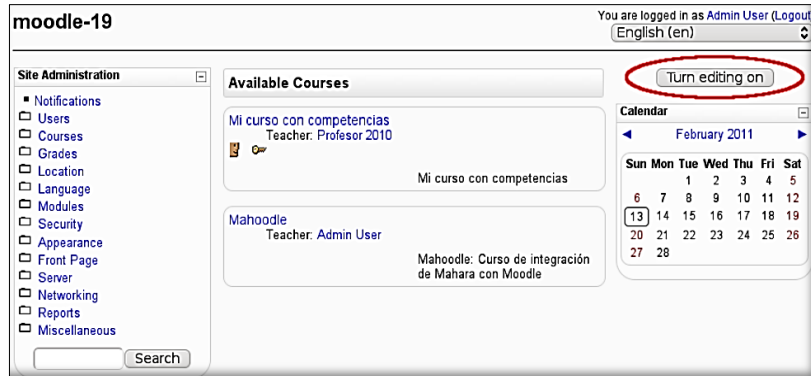 moodle-19
You are logged in as Admin User (Logout
English (en)
Site Administration
Notifications
Users
Courses
Grades
Location
Language
Modules
Security
Appearance
Front Page
Server
Networking
Reports
Miscellaneous
Search
Available Courses
Mi curso con competencias
Teacher: Profesor 2010
Mi curso con competencias
Mahoodle
Teacher: Admin User
Mahoodle: Curso de integración
de Mahara con Moodle
Turn editing on
Calendar
February 2011
Sun Mon Tue Wed Thu Fri Sat
1 2 3 4 5
6 7 8 9 10 11 12
13 14 15 16 17 18 19
20 21 22 23 24 25 26
27 28